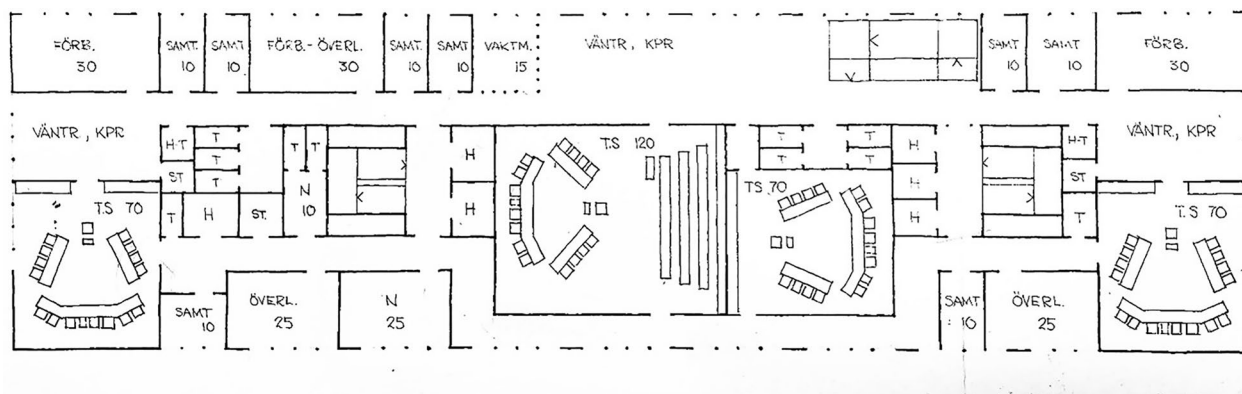 FÖRB.
30
SAMT.
10
SAMT
10
FÖRB.-ÖVERL.
30
SAMT.
10
SAMT
10
VAKTM.
15
VÄNTR, KPR
SAMT
10
SAMT
10
FÖRB.
30
VÄNTR, KPR
H-T
ST
T
T
T
T
H
ST.
T
T
N
10
H
H
T.S 120
T
T
T
T
H
H
H
H-T
ST
T
VÄNTR, KPR
T.S 70
T.S 70
T.S 70
SAMT
10
ÖVERL.
25
N
25
SAMT
10
ÖVERL.
25